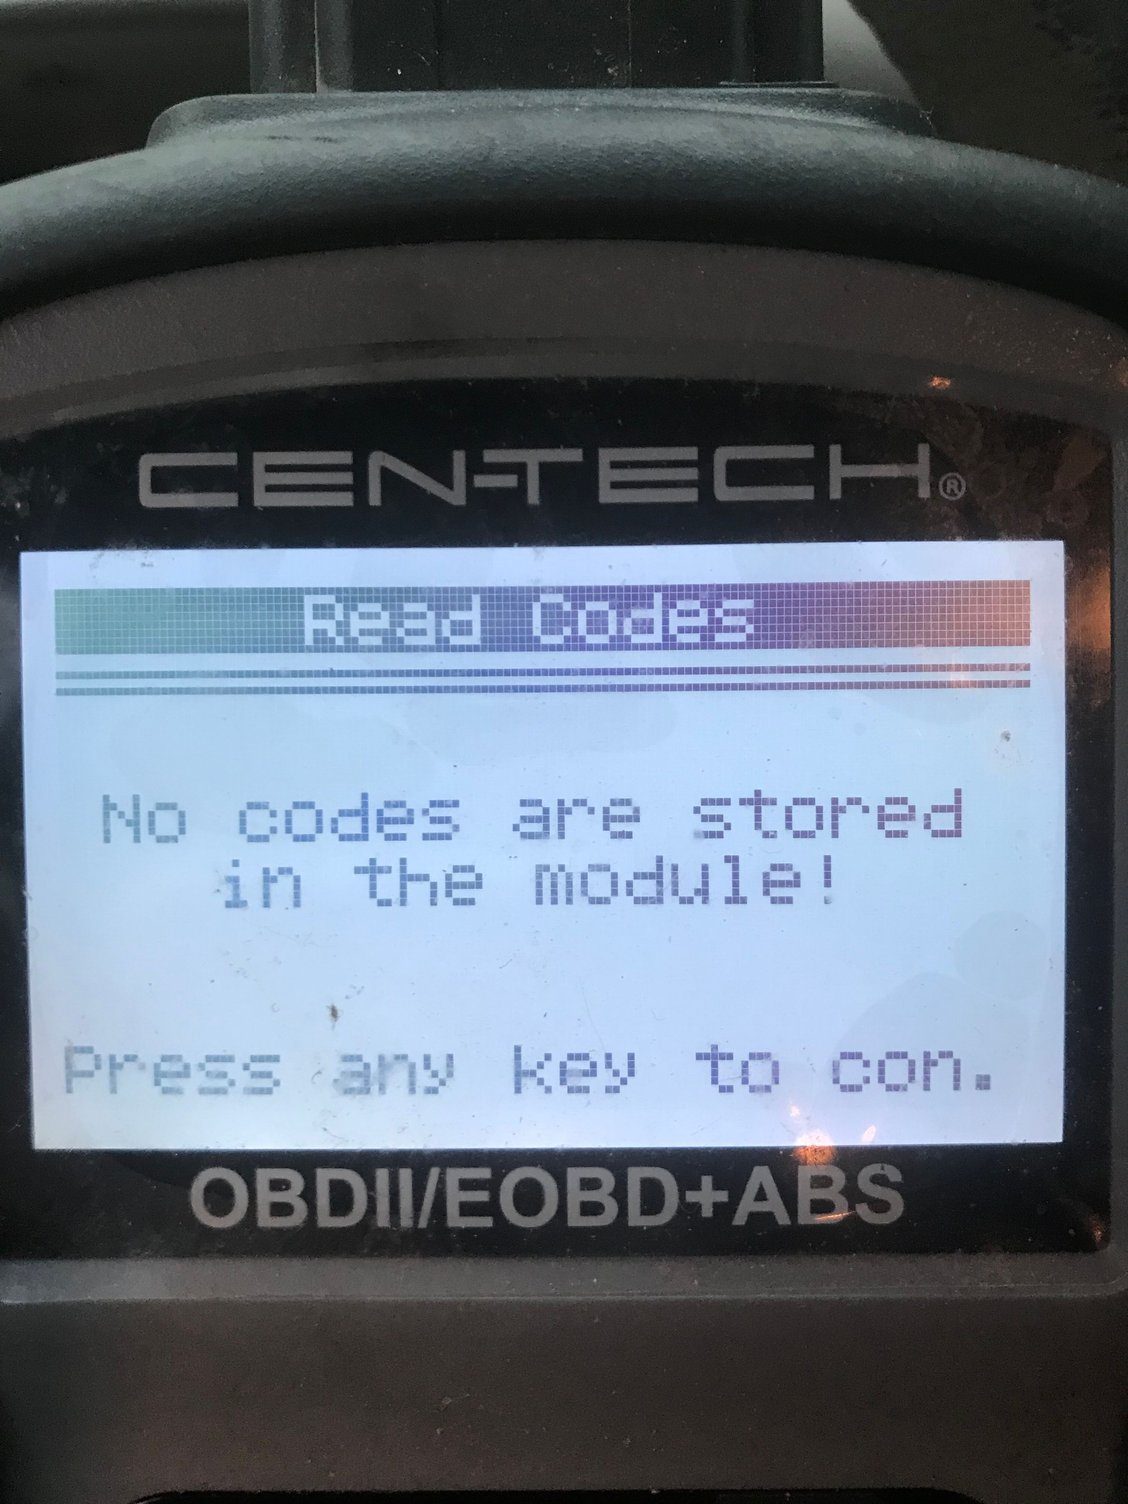 CEN-TECH®
Read Codes
No codes are stored
in the module!
Press any key to con.
OBDII/EOBD+ABS